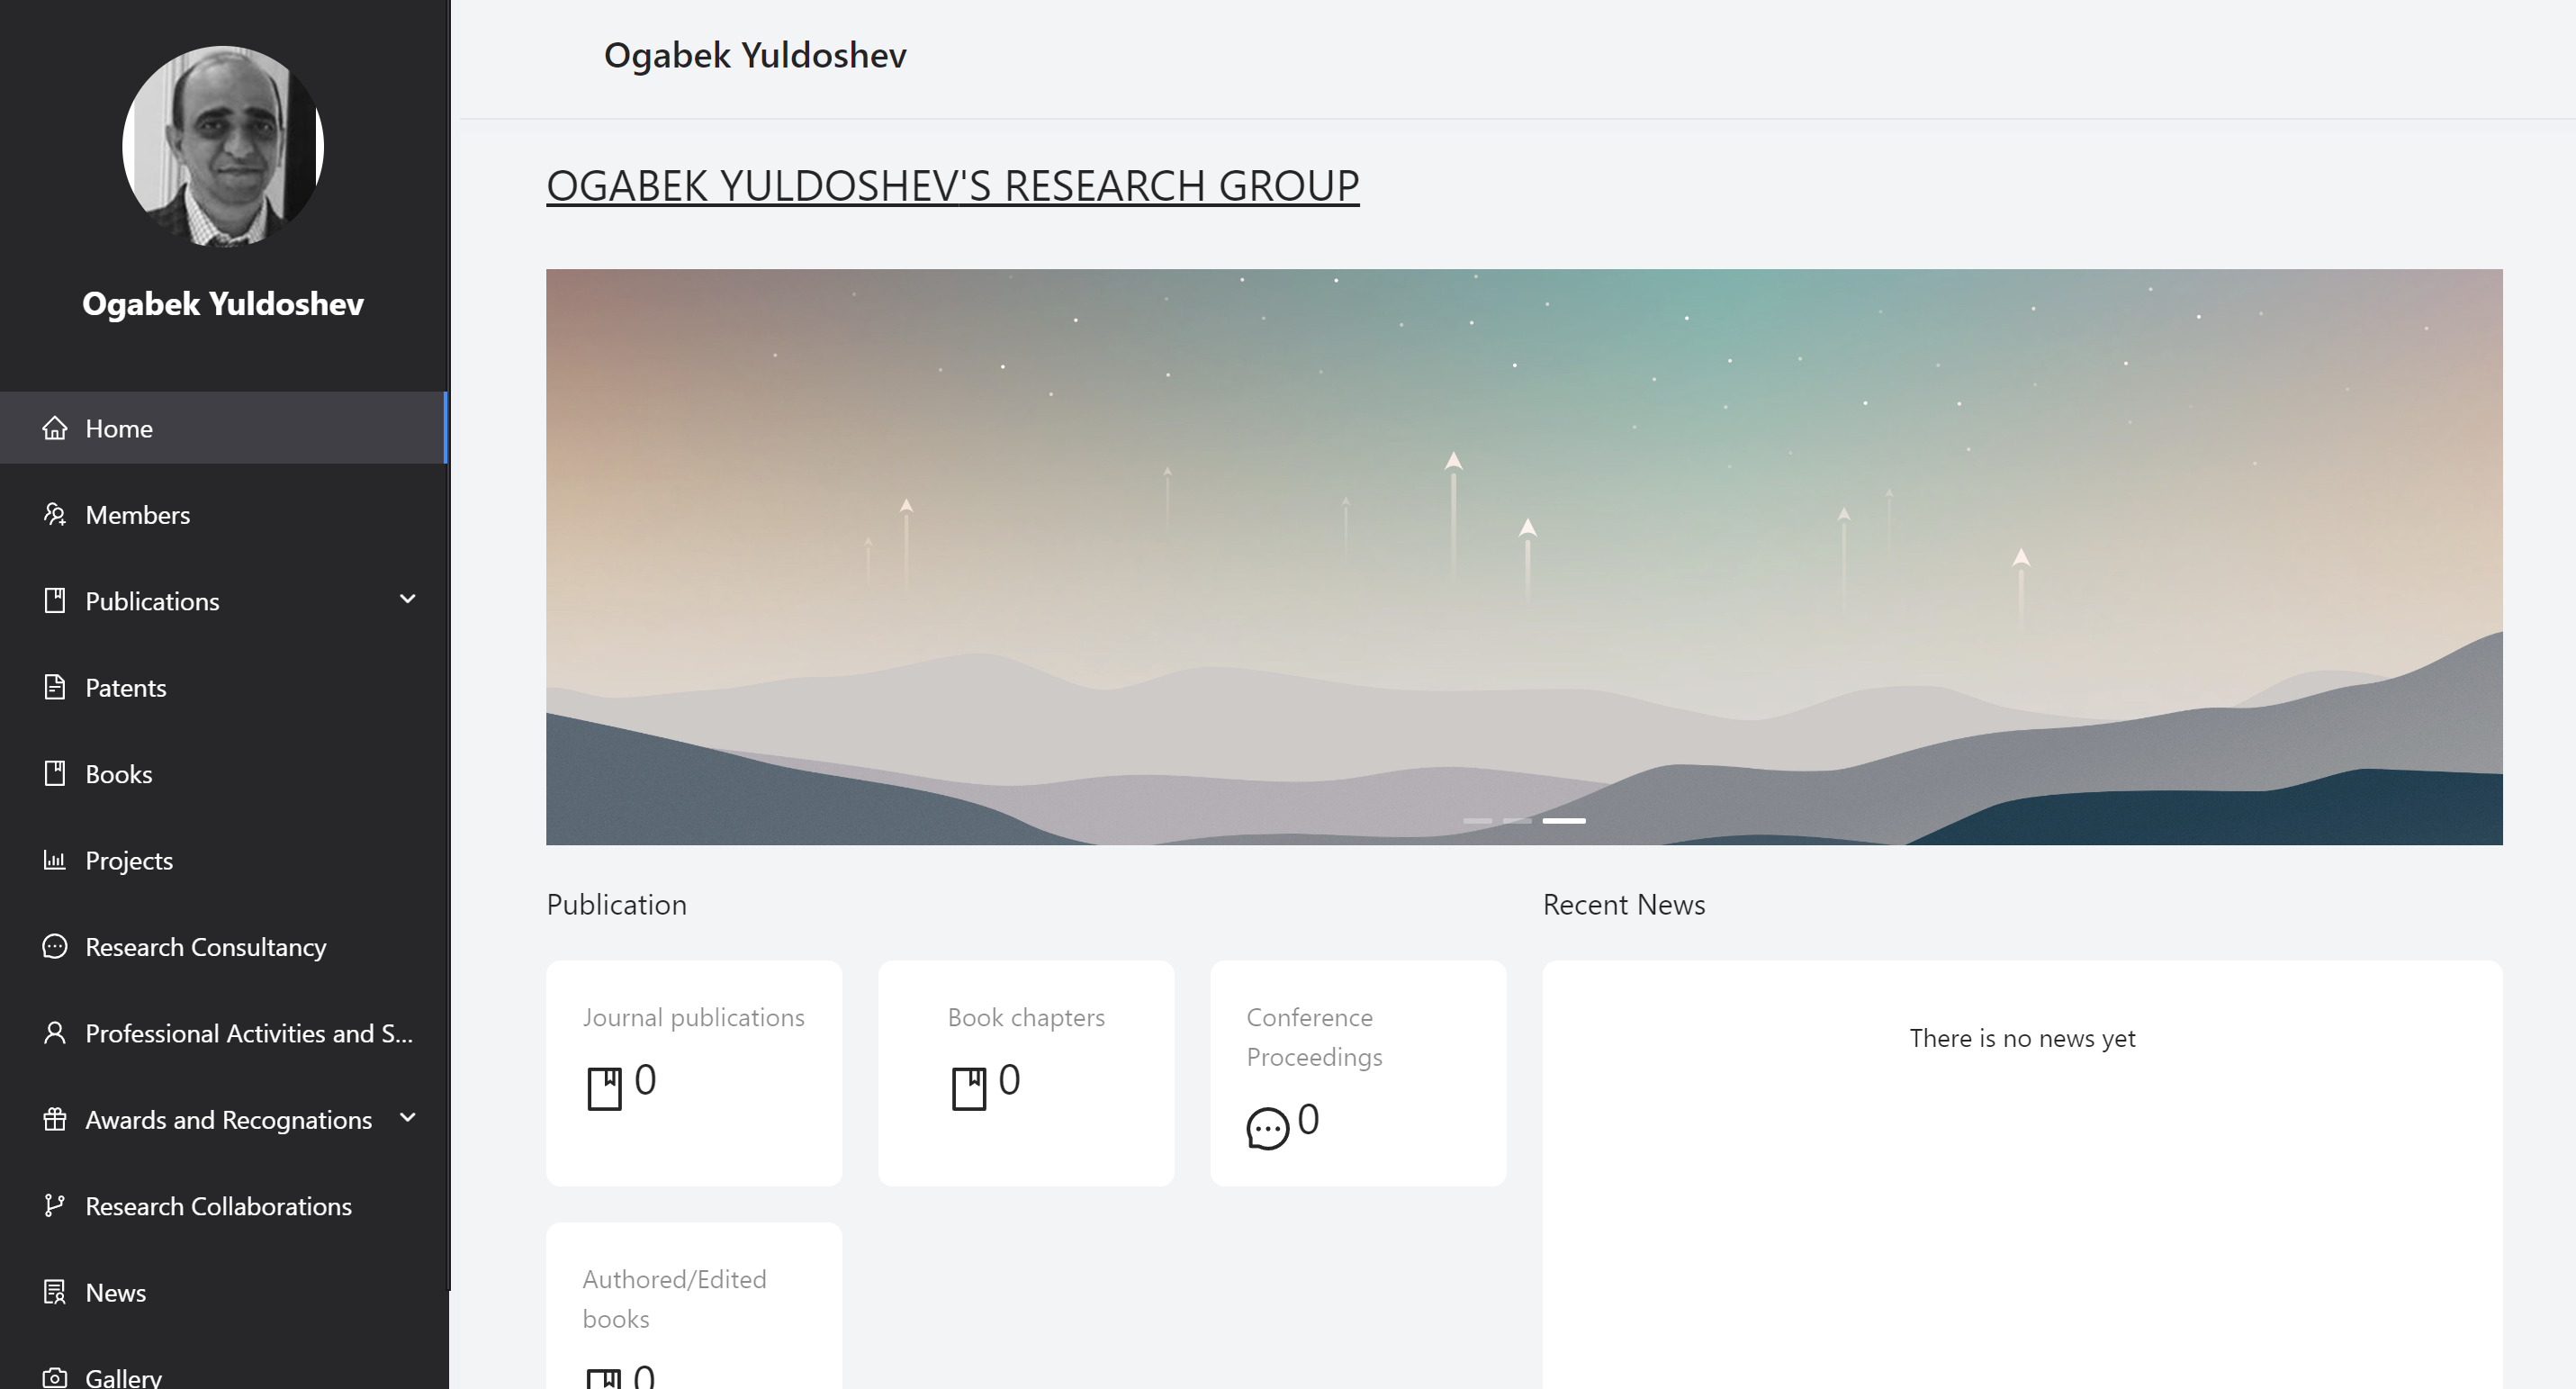 Ogabek Yuldoshev
Home
Members
Publications
Patents
Books
Projects
Research Consultancy
Professional Activities and S...
Awards and Recognations
Research Collaborations
News
Gallery
Ogabek Yuldoshev
OGABEK YULDOSHEV'S RESEARCH GROUP
Publication
Journal publications
0
Book chapters
0
Conference
Proceedings
0
Authored/Edited
books
0
Recent News
There is no news yet